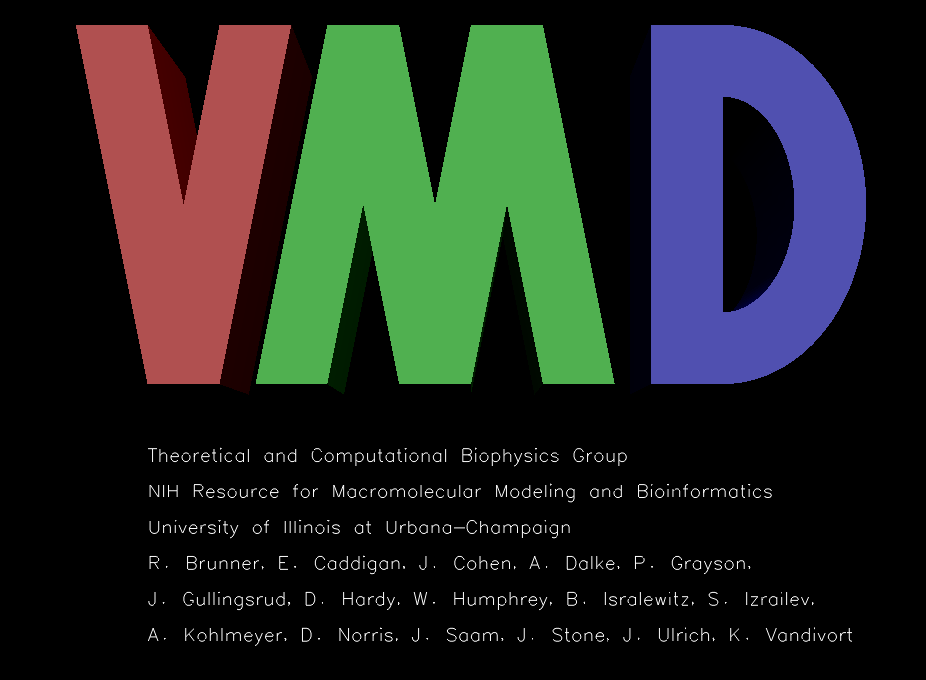 VMD
Theoretical and Computational Biophysics Group
NIH Resource for Macromolecular Modeling and Bioinformatics
University of Illinois at Urbana-Champaign
R. Brunner, E. Caddigan, J. Cohen, A. Dalke, P. Grayson,
J. Gullingsrud, D. Hardy, W. Humphrey, B. Isralewitz, S. Izrailev,
A. Kohlmeyer, D. Norris, J. Saam, J. Stone, J. Ulrich, K. Vandivort